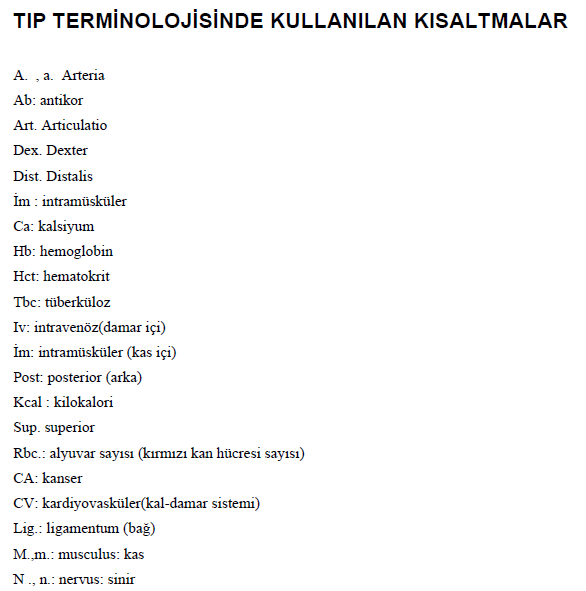 TIP TERMİNOLOJİSİNDE KULLANILAN KISALTMALAR
A. , a. Arteria
Ab: antikor
Art. Articulatio
Dex. Dexter
Dist. Distalis
İm : intramüsküler
Ca: kalsiyum
Hb: hemoglobin
Hct: hematokrit
Tbc: tüberküloz
Iv: intravenöz(damar içi)
İm: intramüsküler (kas içi)
Post: posterior (arka)
Kcal : kilokalori
Sup. superior
Rbc.: alyuvar sayısı (kırmızı kan hücresi sayısı)
CA: kanser
CV: kardiyovasküler(kal-damar sistemi)
Lig.: ligamentum (bağ)
M.,m.: musculus: kas
N ., n.: nervus: sinir